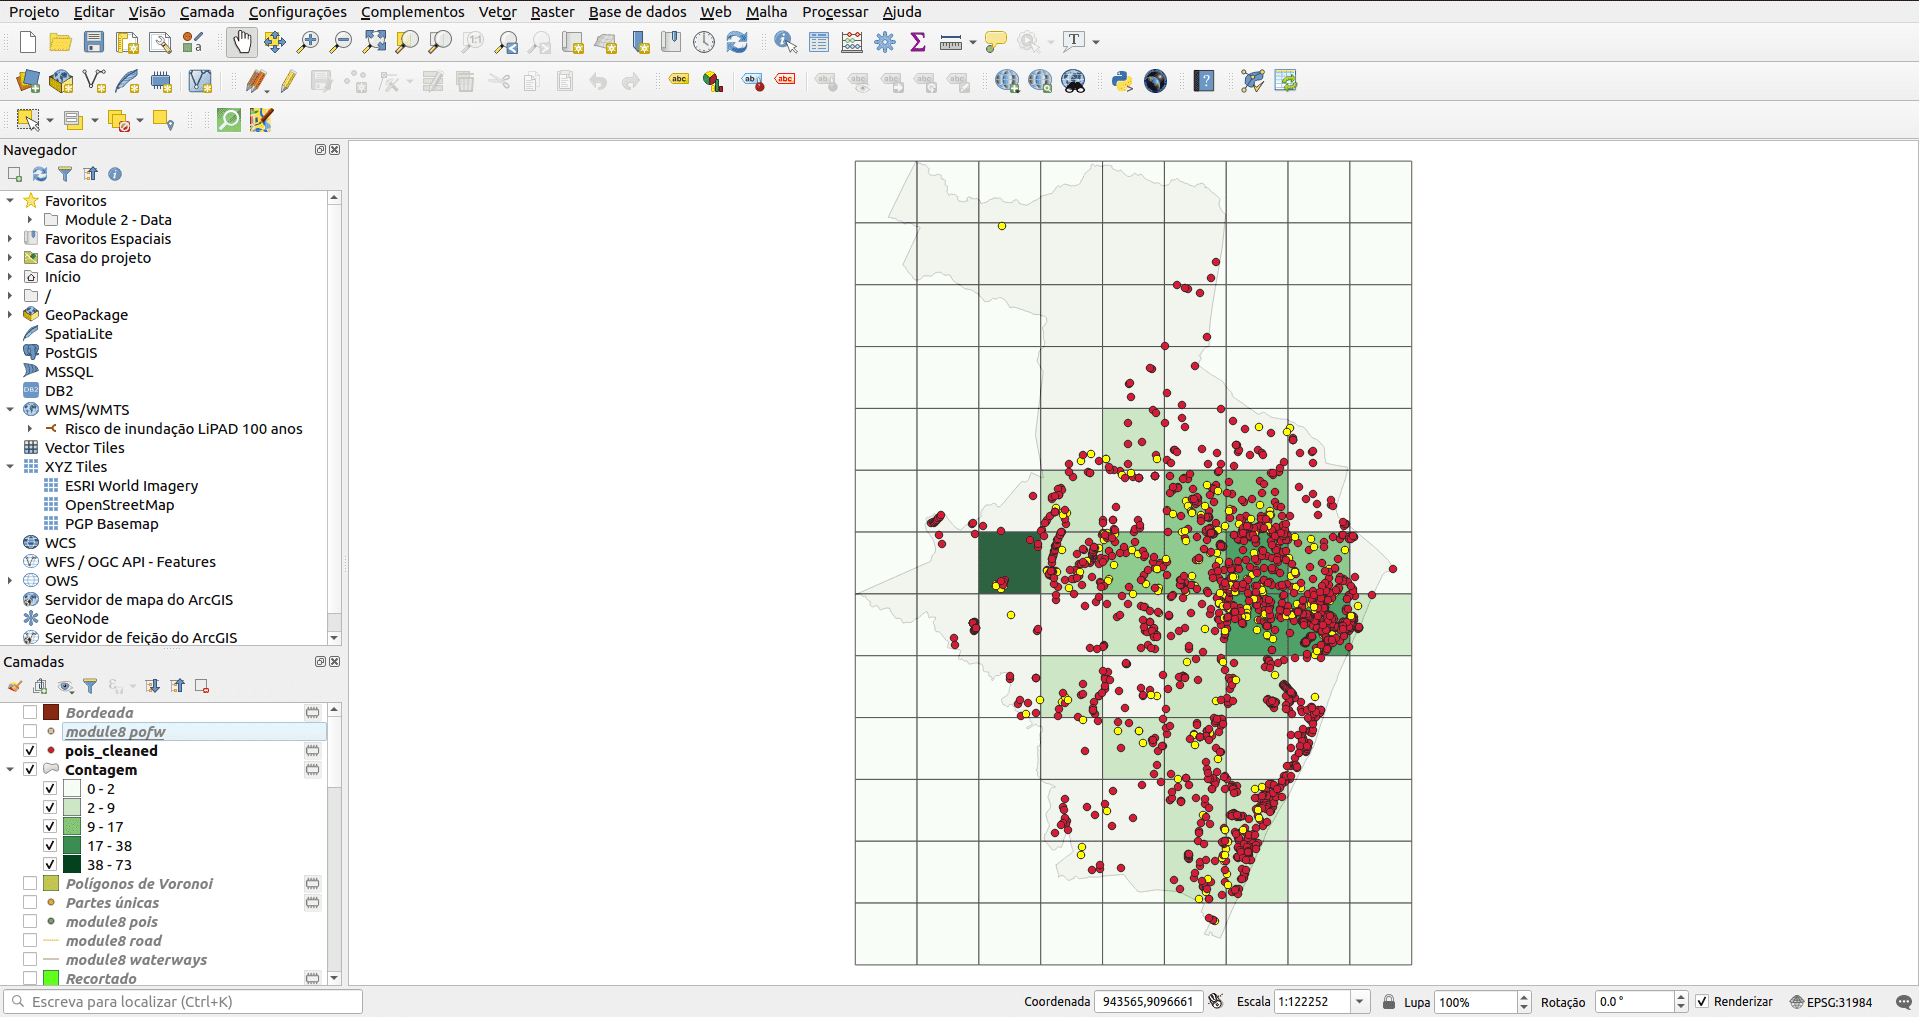 Projeto Editar Visão Camada Configurações Complementos Vetor Raster Base de dados Web Malha Processar Ajuda
Navegador
Favoritos
Module 2 - Data
Favoritos Espaciais
Casa do projeto
Início
/
GeoPackage
SpatiaLite
PostGIS
MSSQL
DB2
WMS/WMTS
Risco de inundação LiPAD 100 anos
Vector Tiles
XYZ Tiles
ESRI World Imagery
OpenStreetMap
PGP Basemap
WCS
WFS / OGC API - Features
OWS
Servidor de mapa do ArcGIS
GeoNode
Servidor de feição do ArcGIS
Camadas
Bordeada
module8 pofw
pois_cleaned
Contagem
0 - 2
2 - 9
9 - 17
17 - 38
38 - 73
Polígonos de Voronoi
Partes únicas
module8 pois
module8 road
module8 waterways
Recortado
Escreva para localizar (Ctrl+K)
Coordenada 943565,9096661 Escala 1:122252 Lupa 100% Rotação 0.0 ° Renderizar EPSG:31984